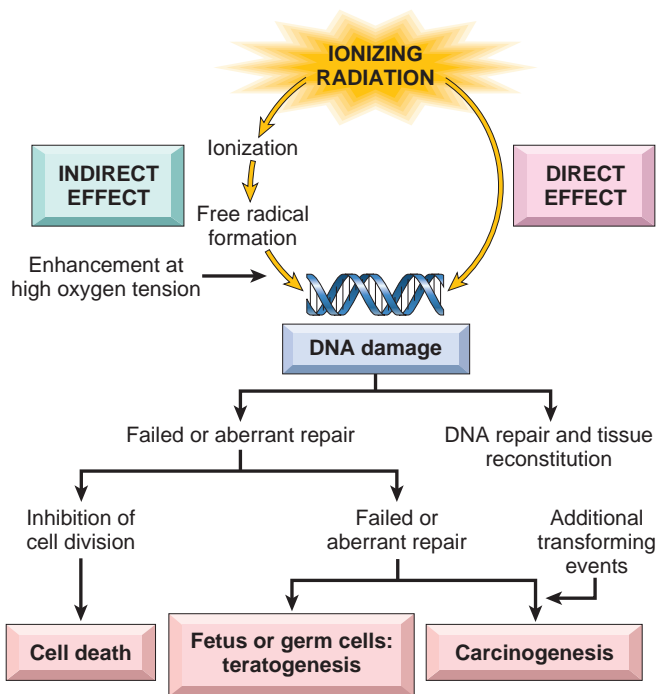 IONIZING
RADIATION
Ionization
INDIRECT
EFFECT
DIRECT
EFFECT
Free radical
formation
Enhancement at
high oxygen tension
DNA damage
Failed or aberrant repair
DNA repair and tissue
reconstitution
Inhibition of
cell division
Failed or
aberrant repair
Additional
transforming
events
Cell death
Fetus or germ cells:
teratogenesis
Carcinogenesis